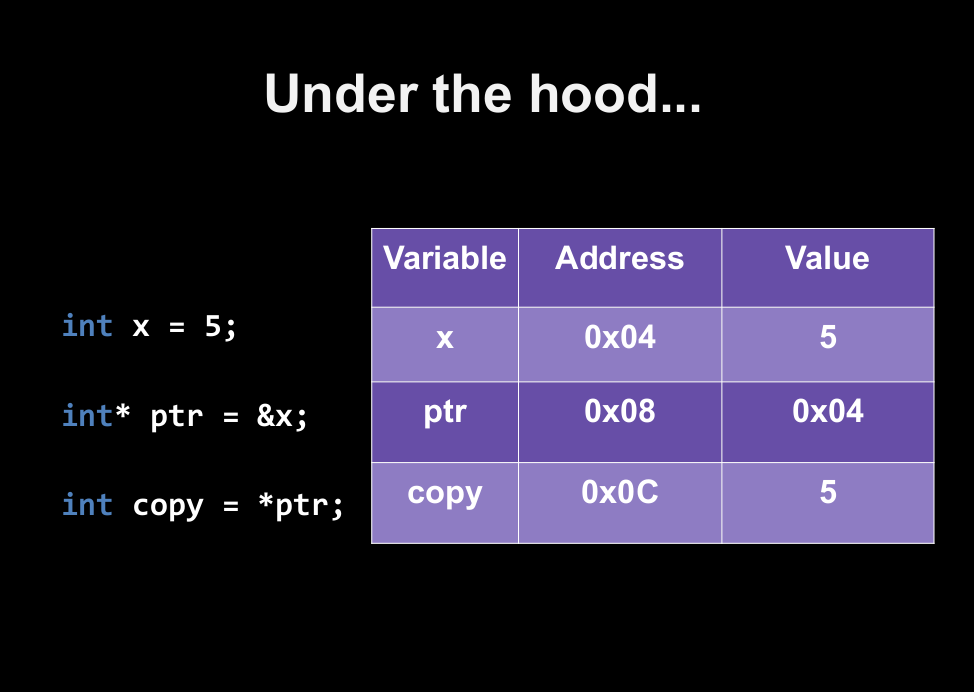 Under the hood...
int x = 5;
int* ptr = &x;
int copy = *ptr;
Variable Address Value
x 0x04 5
ptr 0x08 0x04
copy 0x0C 5